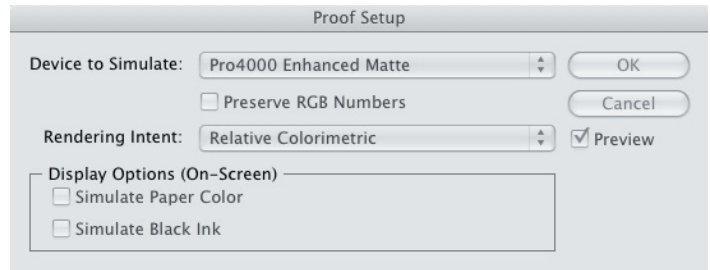 Proof Setup
Device to Simulate: Pro4000 Enhanced Matte OK
Preserve RGB Numbers Cancel
Rendering Intent: Relative Colorimetric Preview
Display Options (On-Screen)
Simulate Paper Color
Simulate Black Ink